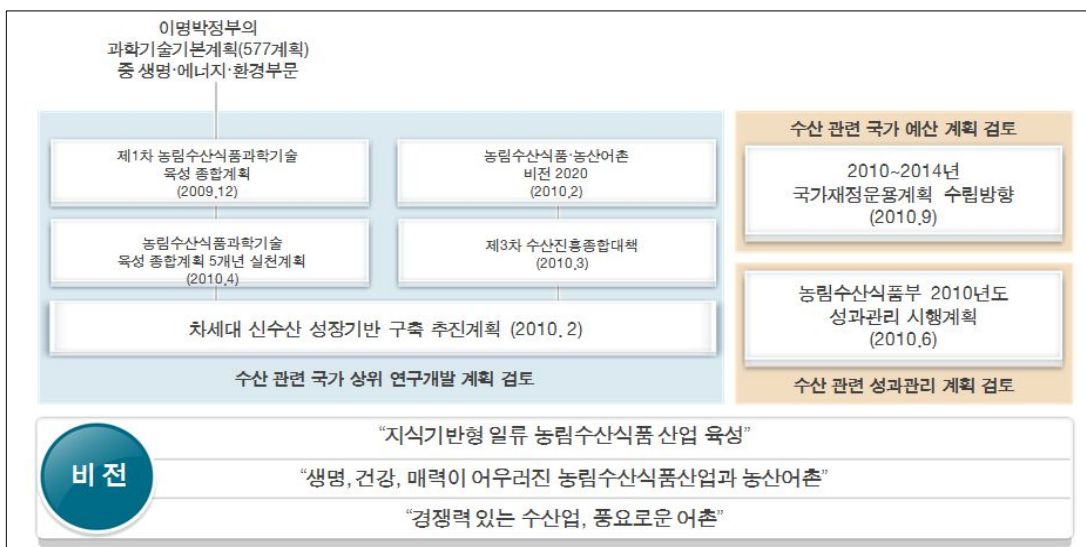 이명박정부의
과학기술기본계획(577계획)
중 생명·에너지·환경부문
제1차 농림수산식품과학기술
육성 종합계획
(2009.12)
농림수산식품·농산어촌
비전 2020
(2010.2)
농림수산식품과학기술
육성 종합계획 5개년 실천계획
(2010.4)
제3차 수산진흥종합대책
(2010.3)
차세대 신수산 성장기반 구축 추진계획 (2010. 2)
수산 관련 국가 상위 연구개발 계획 검토
수산 관련 국가 예산 계획 검토
2010~2014년
국가재정운용계획 수립방향
(2010.9)
농림수산식품부 2010년도
성과관리 시행계획
(2010.6)
수산 관련 성과관리 계획 검토
비 전
“지식기반형 일류 농림수산식품 산업 육성”
“생명, 건강, 매력이 어우러진 농림수산식품산업과 농산어촌”
“경쟁력 있는 수산업, 풍요로운 어촌”